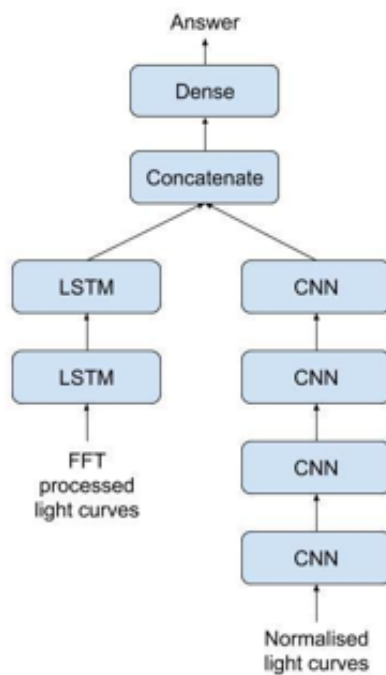 Answer
Dense
Concatenate
LSTM
CNN
LSTM
CNN
FFT
processed
light curves
CNN
CNN
Normalised
light curves